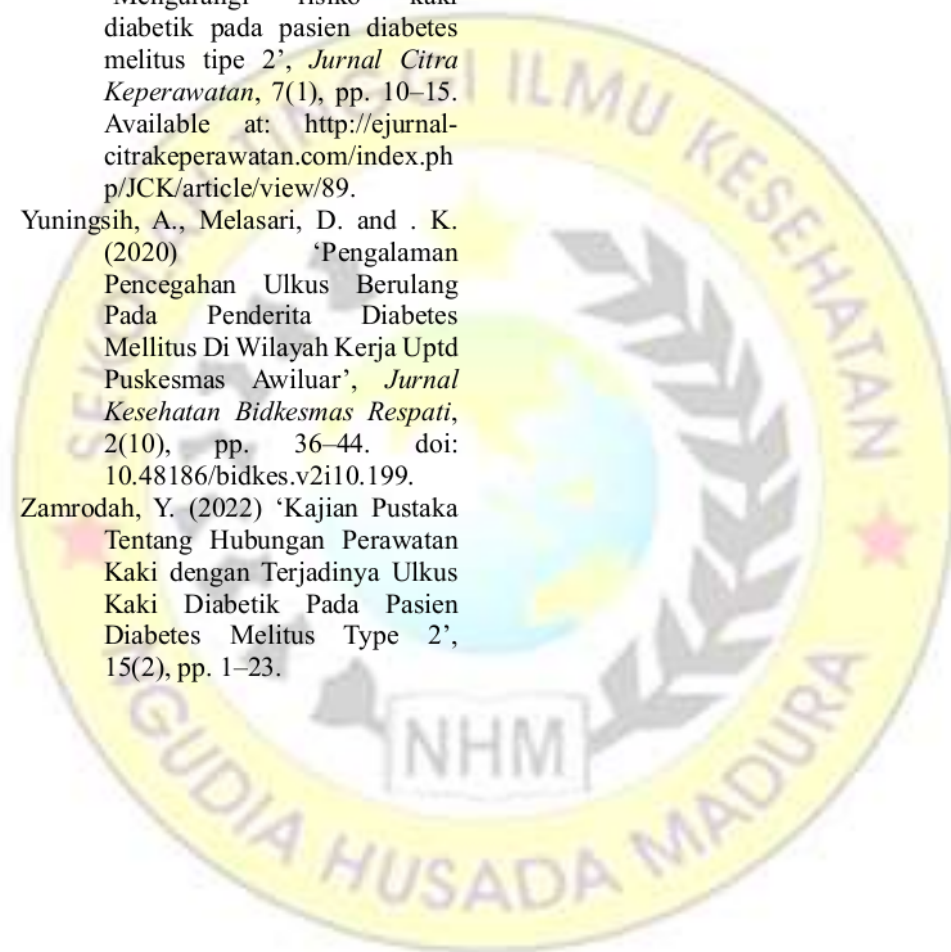 diabetik pada pasien diabetes
melitus tipe 2’, Jurnal Citra
Keperawatan, 7(1), pp. 10–15.
Available at: http://ejurnal-
citrakeperawatan.com/index.ph
p/JCK/article/view/89.
Yuningsih, A., Melasari, D. and . K.
(2020) ‘Pengalaman
Pencegahan Ulkus Berulang
Pada Penderita Diabetes
Mellitus Di Wilayah Kerja Uptd
Puskesmas Awiluar’, Jurnal
Kesehatan Bidkesmas Respati,
2(10), pp. 36–44. doi:
10.48186/bidkes.v2i10.199.
Zamrodah, Y. (2022) ‘Kajian Pustaka
Tentang Hubungan Perawatan
Kaki dengan Terjadinya Ulkus
Kaki Diabetik Pada Pasien
Diabetes Melitus Type 2’,
15(2), pp. 1–23.
ILMU KESEHATAN
NHM
HUSADA MADURA